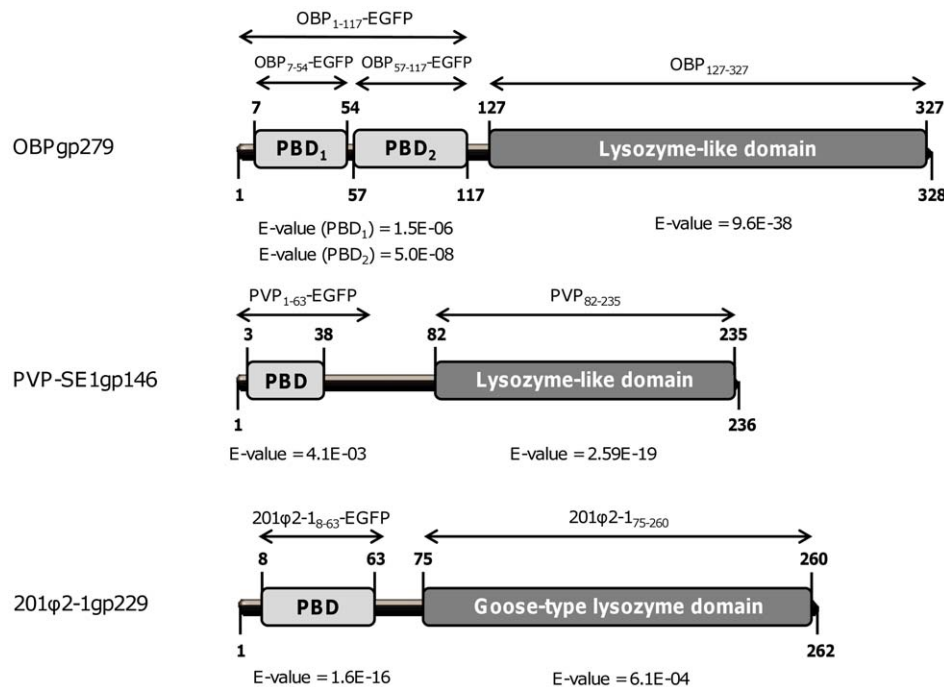 OBP₁₋₁₁₇-EGFP
OBP₇₋₅₄-EGFP OBP₅₇₋₁₁₇-EGFP OBP₁₂₇₋₃₂₇
7 54 127 327
OBPgp279 PBD₁ PBD₂ Lysozyme-like domain
1 57 117 328
E-value (PBD₁) = 1.5E-06 E-value = 9.6E-38
E-value (PBD₂) = 5.0E-08
PVP₁₋₆₃-EGFP PVP₈₂₋₂₃₅
3 38 82 235
PVP-SE1gp146 PBD Lysozyme-like domain
1 236
E-value = 4.1E-03 E-value = 2.59E-19
201φ2-1₈₋₆₃-EGFP 201φ2-1₇₅₋₂₆₀
8 63 75 260
201φ2-1gp229 PBD Goose-type lysozyme domain
1 262
E-value = 1.6E-16 E-value = 6.1E-04